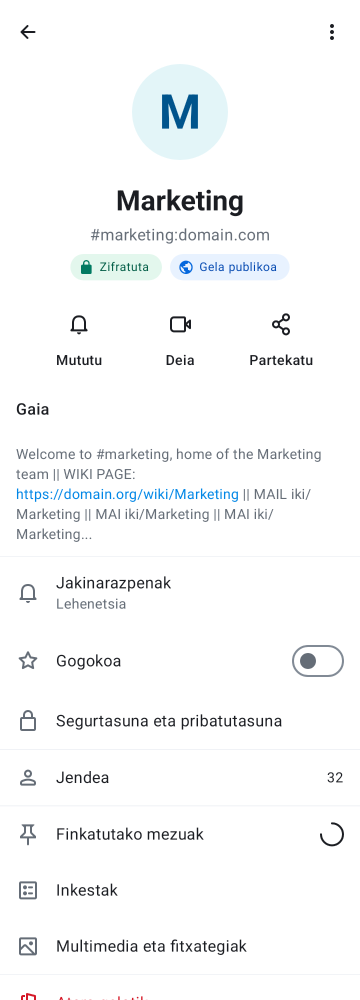 M
Marketing
#marketing:domain.com
Zifratuta
Gela publikoa
Mututu
Deia
Partekatu
Gaia
Welcome to #marketing, home of the Marketing
team || WIKI PAGE:
https://domain.org/wiki/Marketing || MAIL iki/
Marketing || MAI iki/Marketing || MAI iki/
Marketing...
Jakinarazpenak
Lehenetsia
Gogokoa
Segurtasuna eta pribatutasuna
Jendea 32
Finkatutako mezuak
Inkestak
Multimedia eta fitxategiak